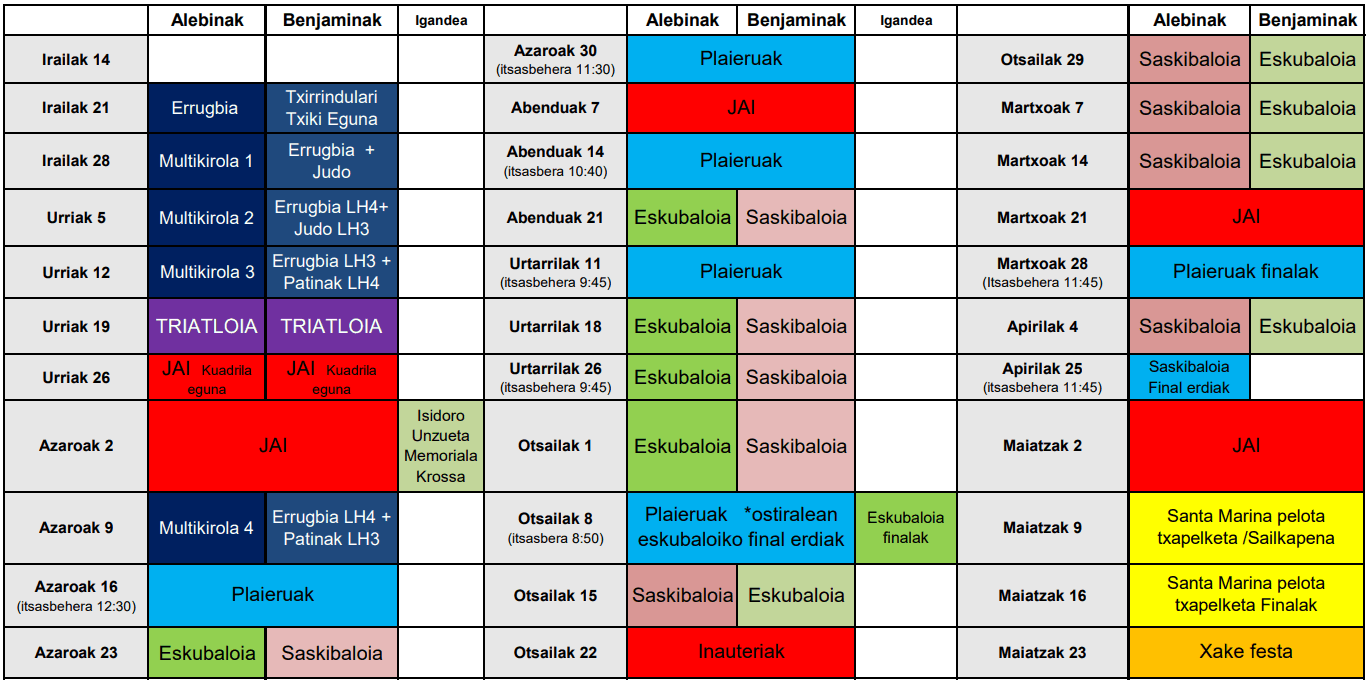 Alebinak Benjaminak Igandea Alebinak Benjaminak Igandea Alebinak Benjaminak
Irailak 14
Azaroak 30
(itsasbehera 11:30)
Plaieruak
Otsailak 29
Saskibaloia
Eskubaloia
Irailak 21
Errugbia
Txirrindulari
Txiki Eguna
Abenduak 7
JAI
Martxoak 7
Saskibaloia
Eskubaloia
Irailak 28
Multikirola 1
Errugbia +
Judo
Abenduak 14
(itsasbera 10:40)
Plaieruak
Martxoak 14
Saskibaloia
Eskubaloia
Urriak 5
Multikirola 2
Errugbia LH4+
Judo LH3
Abenduak 21
Eskubaloia
Saskibaloia
Martxoak 21
JAI
Urriak 12
Multikirola 3
Errugbia LH3 +
Patinak LH4
Urtarrilak 11
(itsasbehera 9:45)
Plaieruak
Martxoak 28
(Itsasbehera 11:45)
Plaieruak finalak
Urriak 19
TRIATLOIA
TRIATLOIA
Urtarrilak 18
Eskubaloia
Saskibaloia
Apirilak 4
Saskibaloia
Eskubaloia
Urriak 26
JAI Kuadrila
eguna
JAI Kuadrila
eguna
Urtarrilak 26
(itsasbehera 9:45)
Eskubaloia
Saskibaloia
Apirilak 25
(itsasbehera 11:45)
Saskibaloia
Final erdiak
Azaroak 2
JAI
Isidoro
Unzueta
Memoriala
Krossa
Otsailak 1
Eskubaloia
Saskibaloia
Maiatzak 2
JAI
Azaroak 9
Multikirola 4
Errugbia LH4 +
Patinak LH3
Otsailak 8
(itsasbera 8:50)
Plaieruak *ostiralean
eskubaloiko final erdiak
Eskubaloia
finalak
Maiatzak 9
Santa Marina pelota
txapelketa /Sailkapena
Azaroak 16
(itsasbehera 12:30)
Plaieruak
Otsailak 15
Saskibaloia
Eskubaloia
Maiatzak 16
Santa Marina pelota
txapelketa Finalak
Azaroak 23
Eskubaloia
Saskibaloia
Otsailak 22
Inauteriak
Maiatzak 23
Xake festa